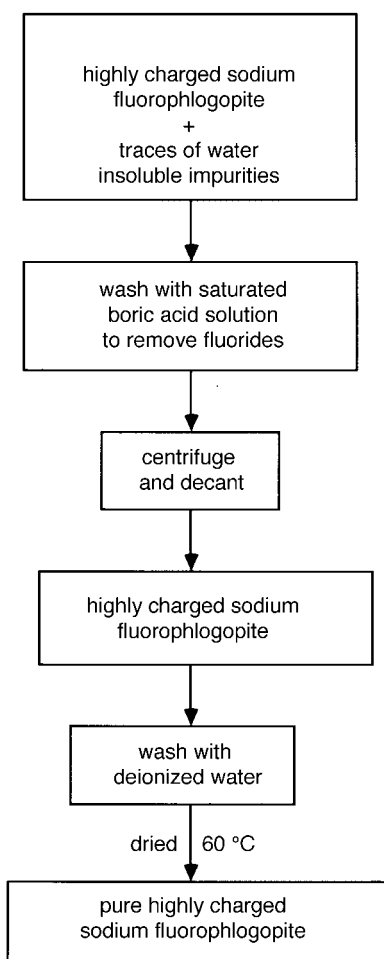 highly charged sodium
fluorophlogopite
+
traces of water
insoluble impurities
wash with saturated
boric acid solution
to remove fluorides
centrifuge
and decant
highly charged sodium
fluorophlogopite
wash with
deionized water
dried 60 °C
pure highly charged
sodium fluorophlogopite